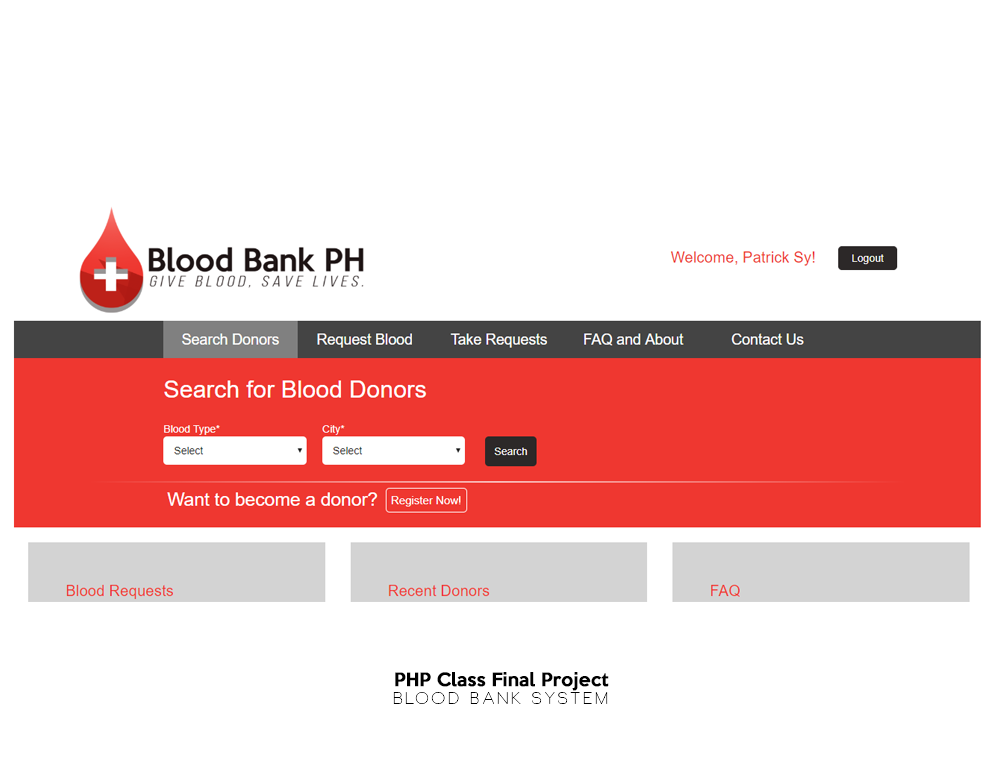 Blood Bank PH
GIVE BLOOD, SAVE LIVES.
Welcome, Patrick Sy!
Logout
Search Donors
Request Blood
Take Requests
FAQ and About
Contact Us
Search for Blood Donors
Blood Type*
City*
Select
Select
Search
Want to become a donor?
Register Now!
Blood Requests
Recent Donors
FAQ
PHP Class Final Project
BLOOD BANK SYSTEM